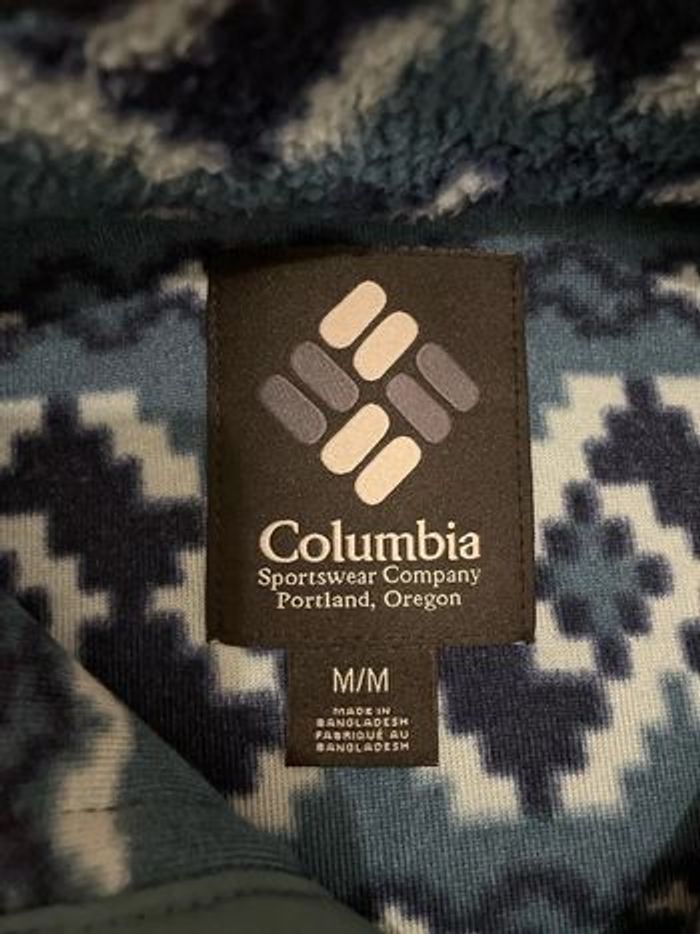 Columbia
Sportswear Company
Portland, Oregon
M/M
MADE IN
BANGLADESH
FABRIQUÉ AU
BANGLADESH